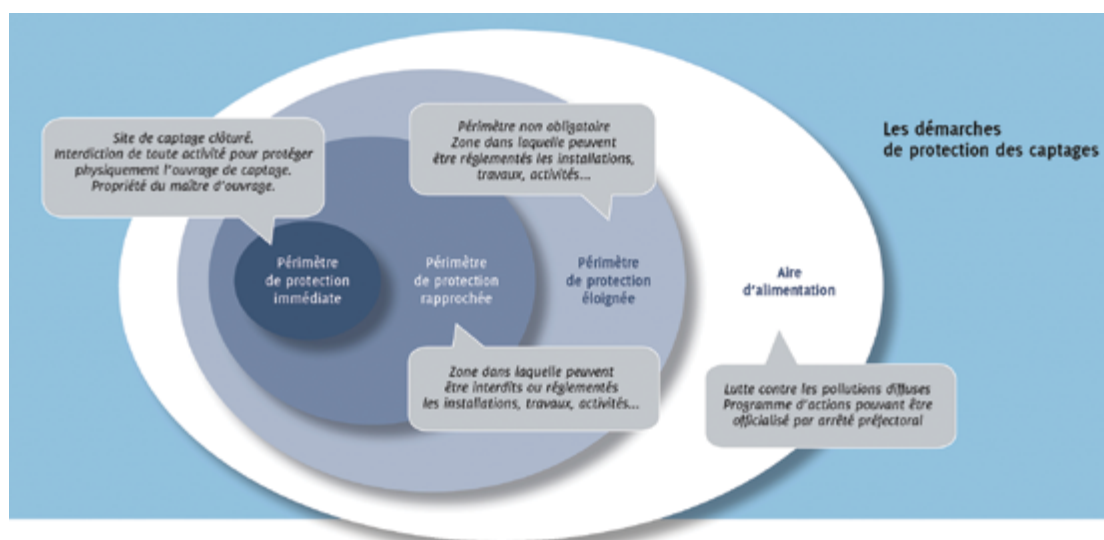 Les démarches
de protection des captages
Site de captage clôturé.
Interdiction de toute activité pour protéger
physiquement l'ouvrage de captage.
Propriété du maître d'ouvrage.
Périmètre non obligatoire
Zone dans laquelle peuvent
être réglementés les installations,
travaux, activités...
Périmètre
de protection
immédiate
Périmètre
de protection
rapprochée
Périmètre
de protection
éloignée
Aire
d'alimentation
Zone dans laquelle peuvent
être interdits ou réglementés
les installations, travaux, activités...
Lutte contre les pollutions diffuses
Programme d'actions pouvant être
officialisé par arrêté préfectoral